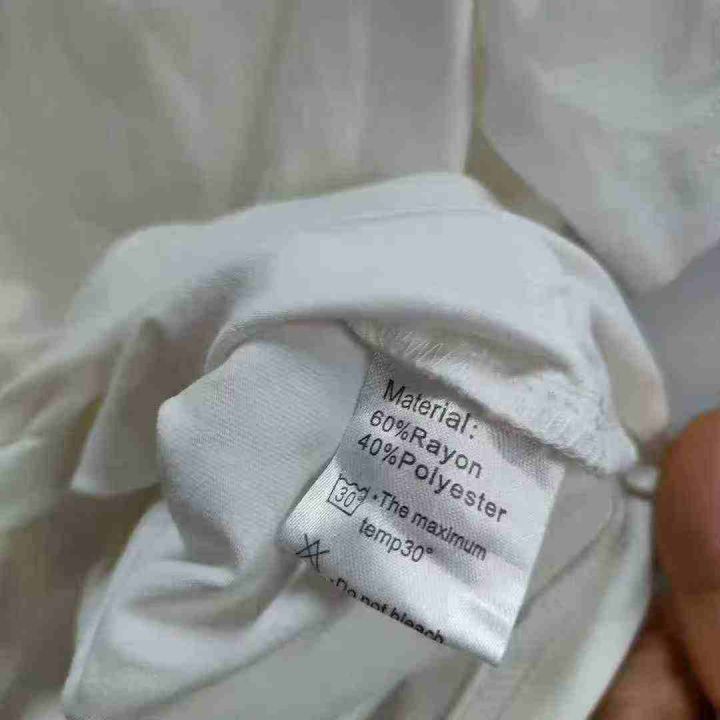 Material:
60%Rayon
40%Polyester
30° •The maximum
temp30°
•Do not bleach